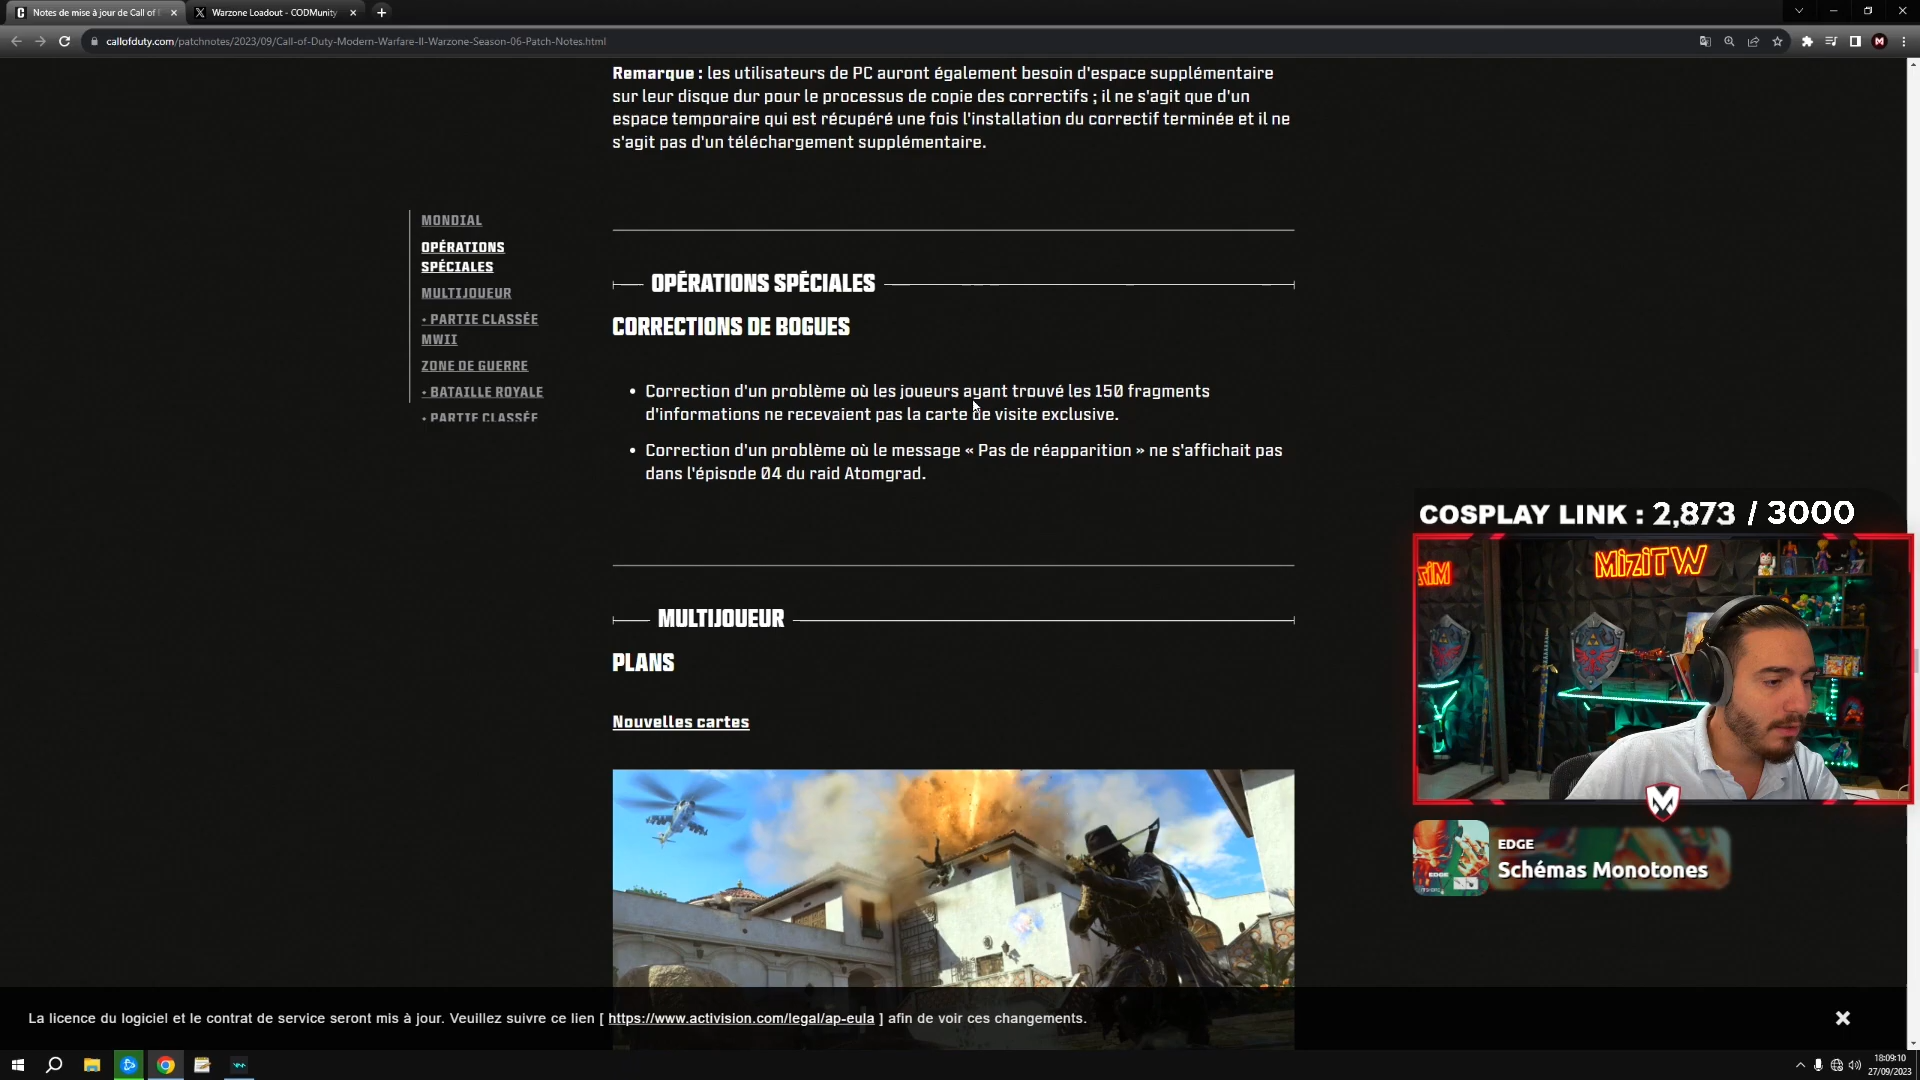 Notes de mise à jour de Call of
Warzone Loadout - CODMunity
callofduty.com/patchnotes/2023/09/Call-of-Duty-Modern-Warfare-II-Warzone-Season-06-Patch-Notes.html
Remarque : les utilisateurs de PC auront également besoin d'espace supplémentaire
sur leur disque dur pour le processus de copie des correctifs ; il ne s'agit que d'un
espace temporaire qui est récupéré une fois l'installation du correctif terminée et il ne
s'agit pas d'un téléchargement supplémentaire.
MONDIAL
OPÉRATIONS
SPÉCIALES
MULTIJOUEUR
• PARTIE CLASSÉE
MWII
ZONE DE GUERRE
• BATAILLE ROYALE
• PARTIE CLASSÉE
OPÉRATIONS SPÉCIALES
CORRECTIONS DE BOGUES
• Correction d'un problème où les joueurs ayant trouvé les 150 fragments
d'informations ne recevaient pas la carte de visite exclusive.
• Correction d'un problème où le message « Pas de réapparition » ne s'affichait pas
dans l'épisode 04 du raid Atomgrad.
MULTIJOUEUR
PLANS
Nouvelles cartes
COSPLAY LINK : 2,873 / 3000
MiziTW
EDGE
Schémas Monotones
La licence du logiciel et le contrat de service seront mis à jour. Veuillez suivre ce lien [ https://www.activision.com/legal/ap-eula ] afin de voir ces changements.
18:09:10
27/09/2023